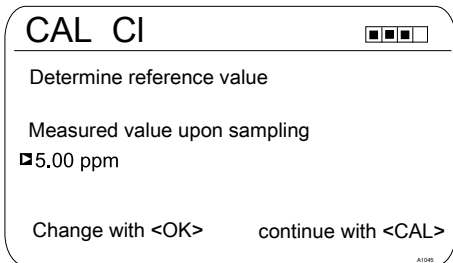 CAL Cl
Determine reference value
Measured value upon sampling
5.00 ppm
Change with <OK> continue with <CAL>
A1045